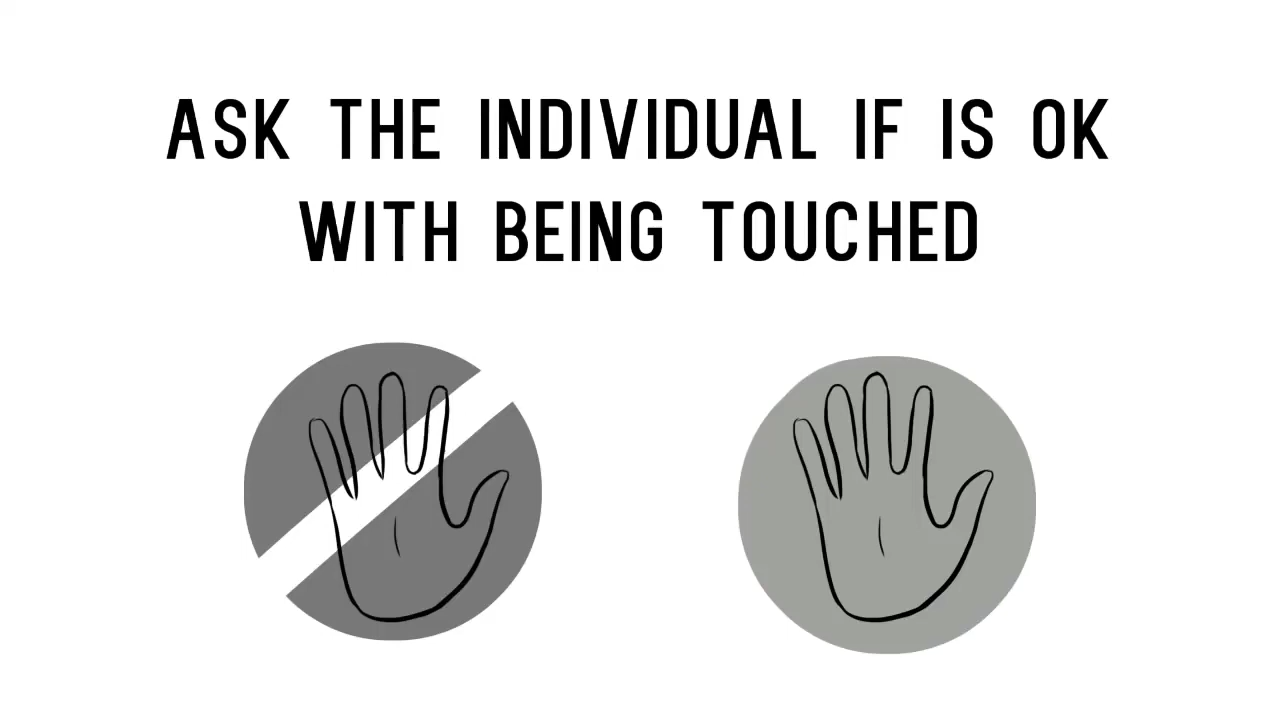 ASK THE INDIVIDUAL IF IS OK
WITH BEING TOUCHED